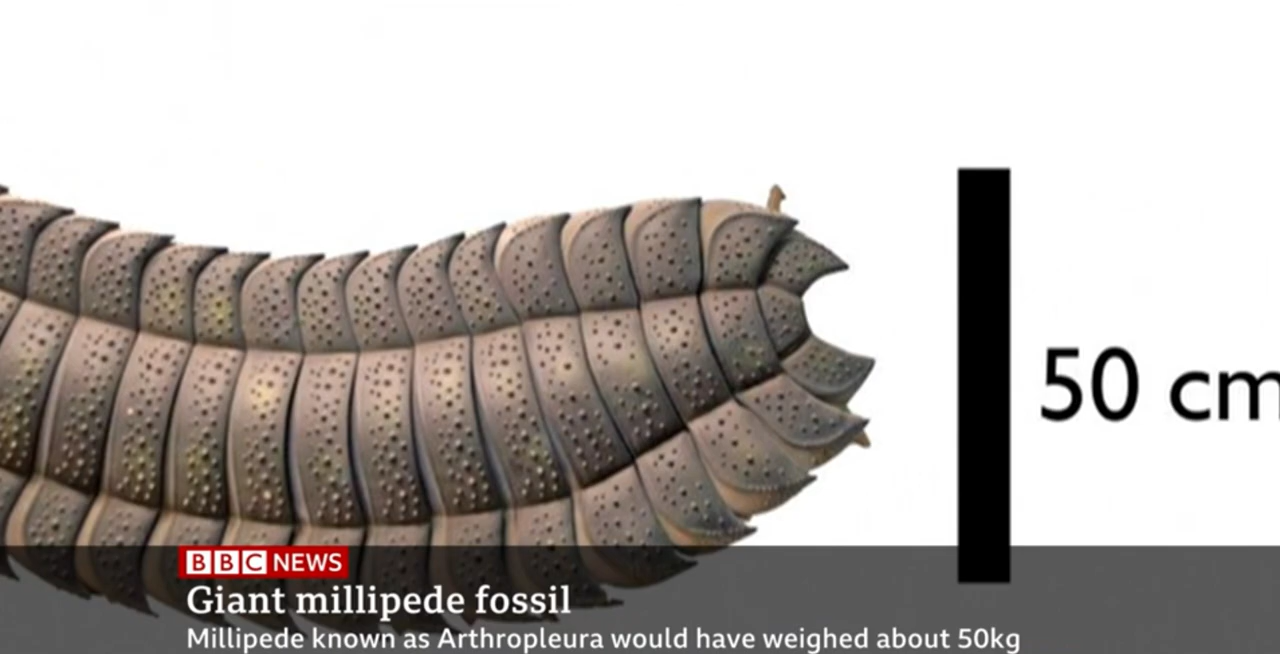 50 cm
BBC NEWS
Giant millipede fossil
Millipede known as Arthropleura would have weighed about 50kg